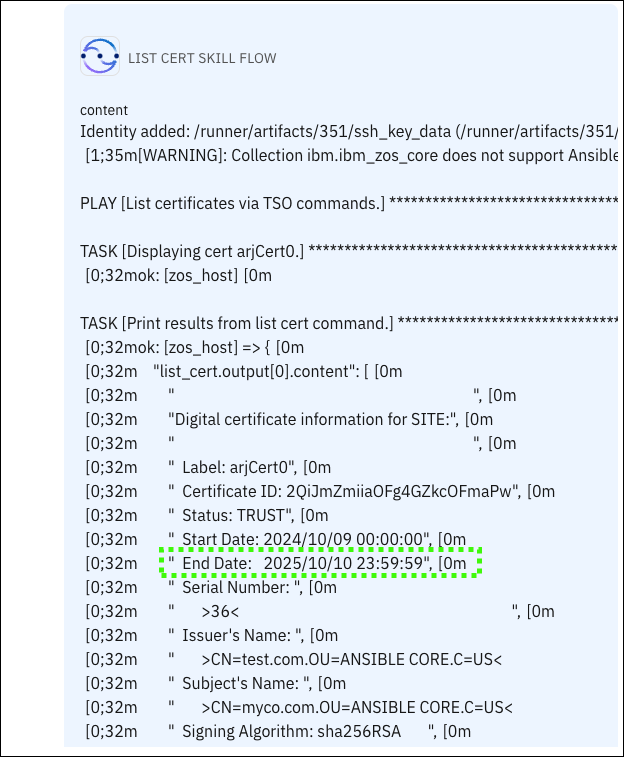 LIST CERT SKILL FLOW
content
Identity added: /runner/artifacts/351/ssh_key_data (/runner/artifacts/351/
[1;35m[WARNING]: Collection ibm.ibm_zos_core does not support Ansible
PLAY [List certificates via TSO commands.] ********************************
TASK [Displaying cert arjCert0.] *******************************************
[0;32mok: [zos_host] [0m
TASK [Print results from list cert command.] *******************************
[0;32mok: [zos_host] => { [0m
[0;32m    "list_cert.output[0].content": [ [0m
[0;32m        "                                                                  ", [0m
[0;32m        "Digital certificate information for SITE:", [0m
[0;32m        "                                                                  ", [0m
[0;32m        "  Label: arjCert0", [0m
[0;32m        "  Certificate ID: 2QiJmZmiiaOFg4GZkcOFmaPw", [0m
[0;32m        "  Status: TRUST", [0m
[0;32m        "  Start Date: 2024/10/09 00:00:00", [0m
[0;32m        "  End Date:   2025/10/10 23:59:59", [0m
[0;32m        "  Serial Number: ", [0m
[0;32m        "       >36<                                                            ", [0m
[0;32m        "  Issuer's Name: ", [0m
[0;32m        "       >CN=test.com.OU=ANSIBLE CORE.C=US<
[0;32m        "  Subject's Name: ", [0m
[0;32m        "       >CN=myco.com.OU=ANSIBLE CORE.C=US<
[0;32m        "  Signing Algorithm: sha256RSA       ", [0m